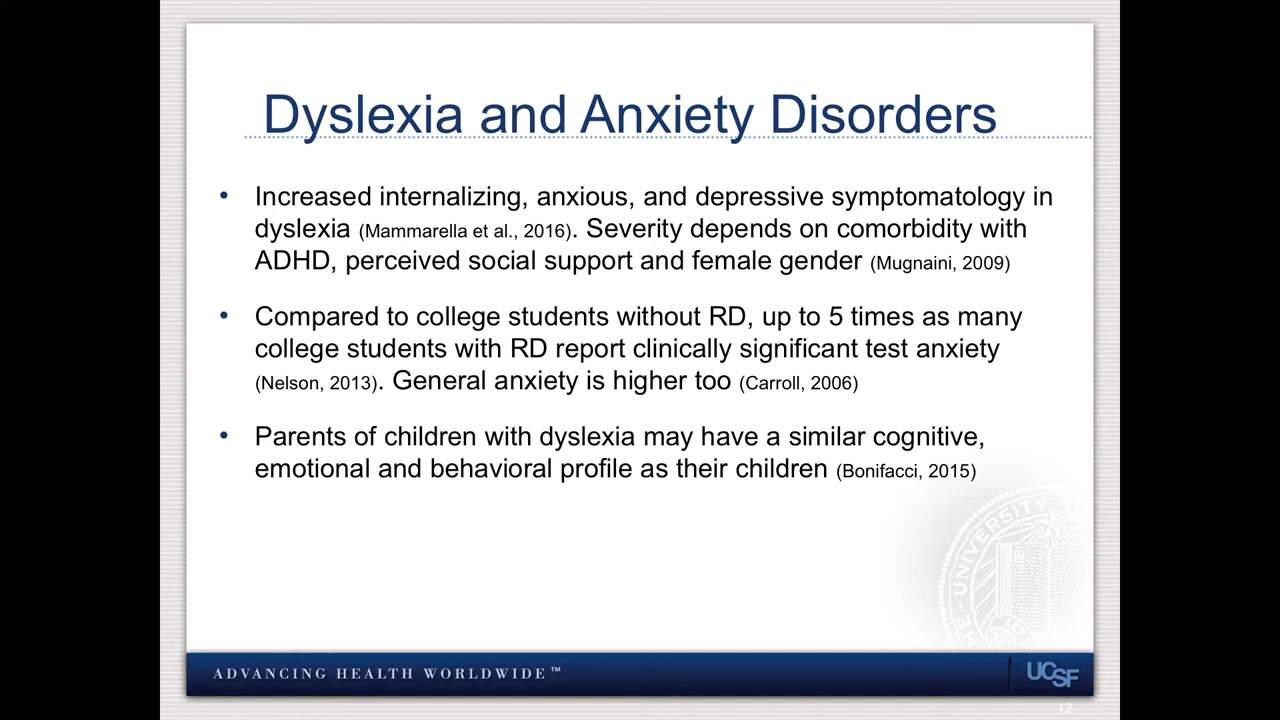 Dyslexia and Anxiety Disorders
• Increased internalizing, anxious, and depressive symptomatology in
dyslexia (Mammarella et al., 2016). Severity depends on comorbidity with
ADHD, perceived social support and female gender (Mugnaini, 2009)
• Compared to college students without RD, up to 5 times as many
college students with RD report clinically significant test anxiety
(Nelson, 2013). General anxiety is higher too (Carroll, 2006)
• Parents of children with dyslexia may have a similar cognitive,
emotional and behavioral profile as their children (Bonifacci, 2015)
UNIVERSITY
ADVANCING HEALTH WORLDWIDE™
UCSF
12